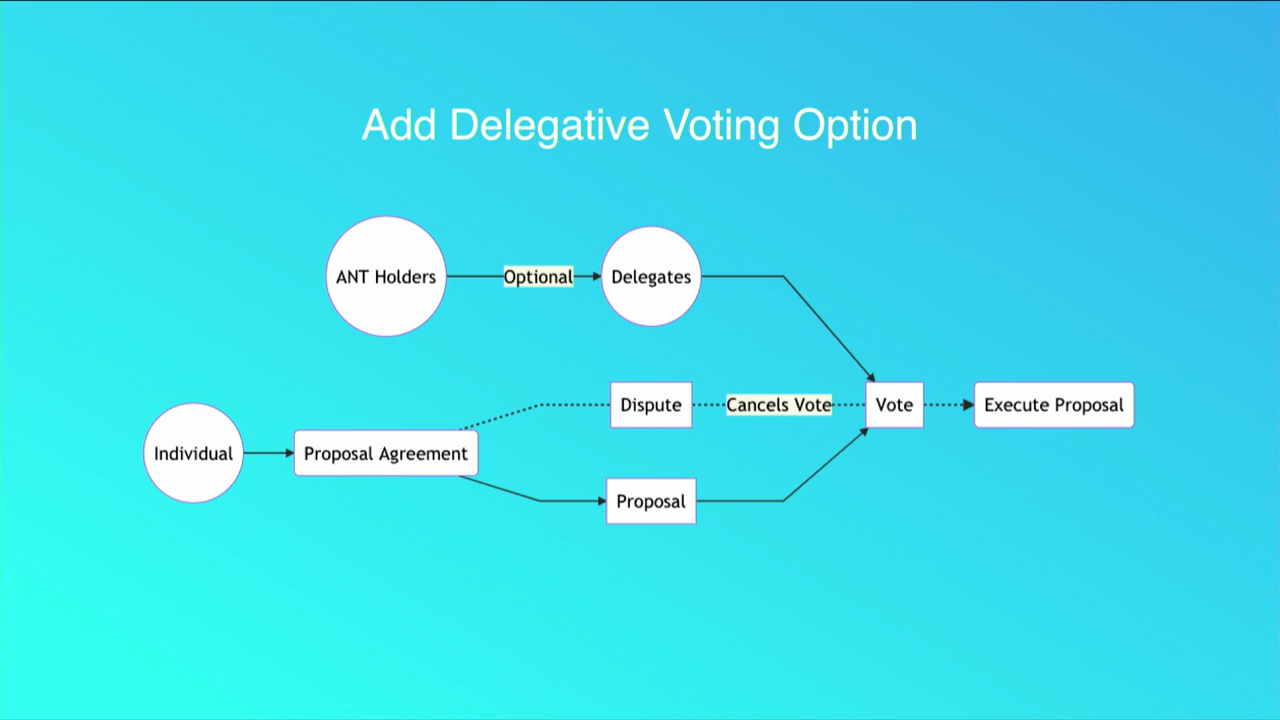 Add Delegative Voting Option
ANT Holders
Optional
Delegates
Dispute
Cancels Vote
Vote
Execute Proposal
Individual
Proposal Agreement
Proposal